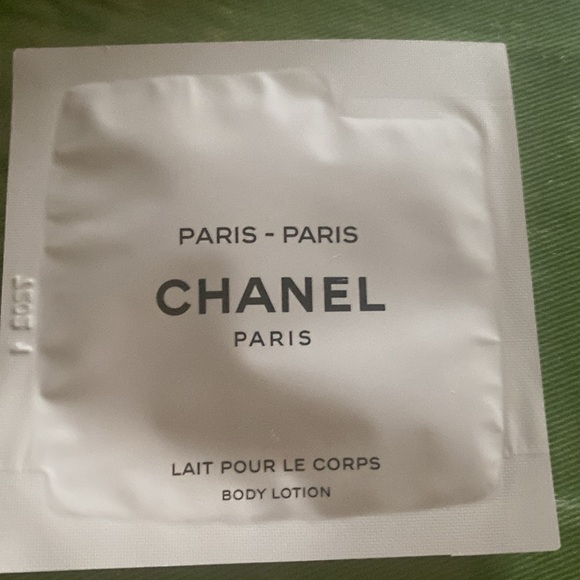 PARIS - PARIS
CHANEL
PARIS
LAIT POUR LE CORPS
BODY LOTION